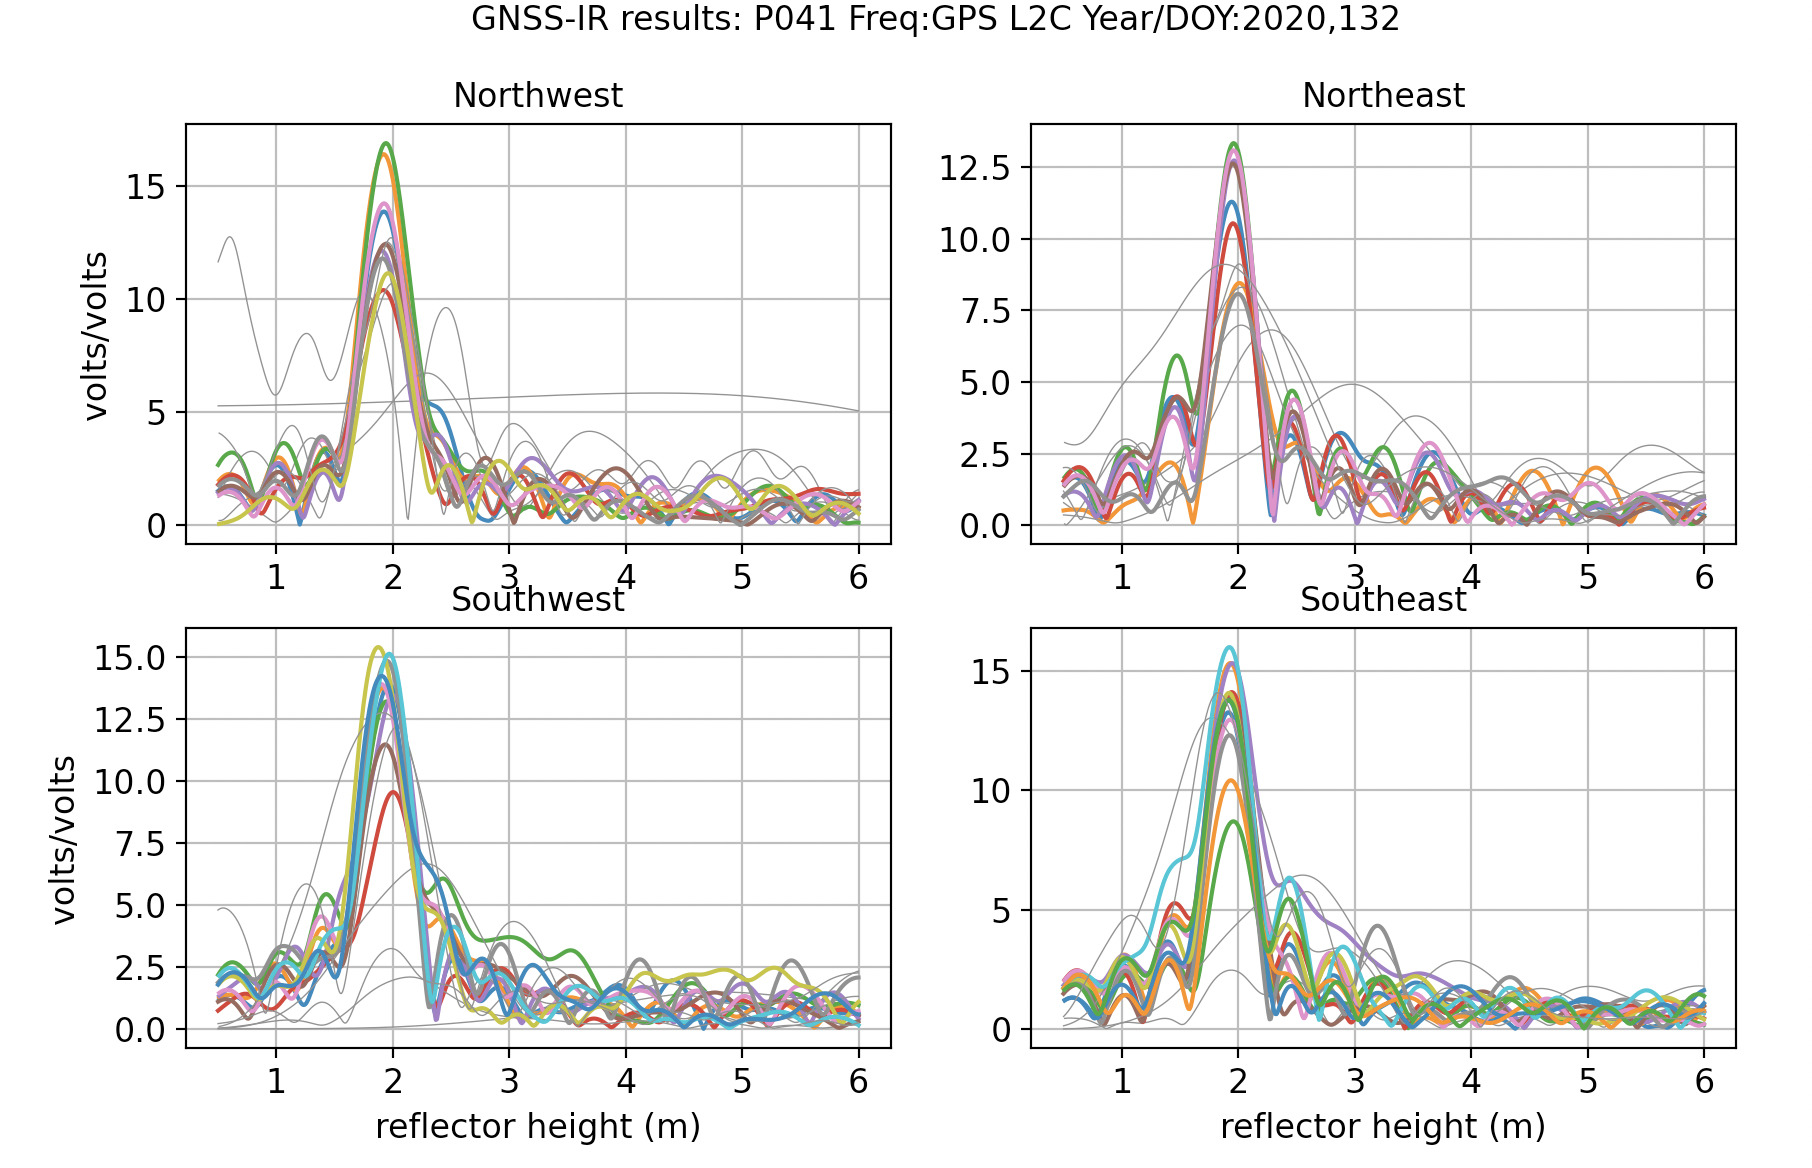 GNSS-IR results: P041 Freq:GPS L2C Year/DOY:2020,132
Northwest
volts/volts
15
10
5
0
1 2 3 4 5 6
Northeast
12.5
10.0
7.5
5.0
2.5
0.0
1 2 3 4 5 6
Southwest
volts/volts
15.0
12.5
10.0
7.5
5.0
2.5
0.0
1 2 3 4 5 6
reflector height (m)
Southeast
15
10
5
0
1 2 3 4 5 6
reflector height (m)